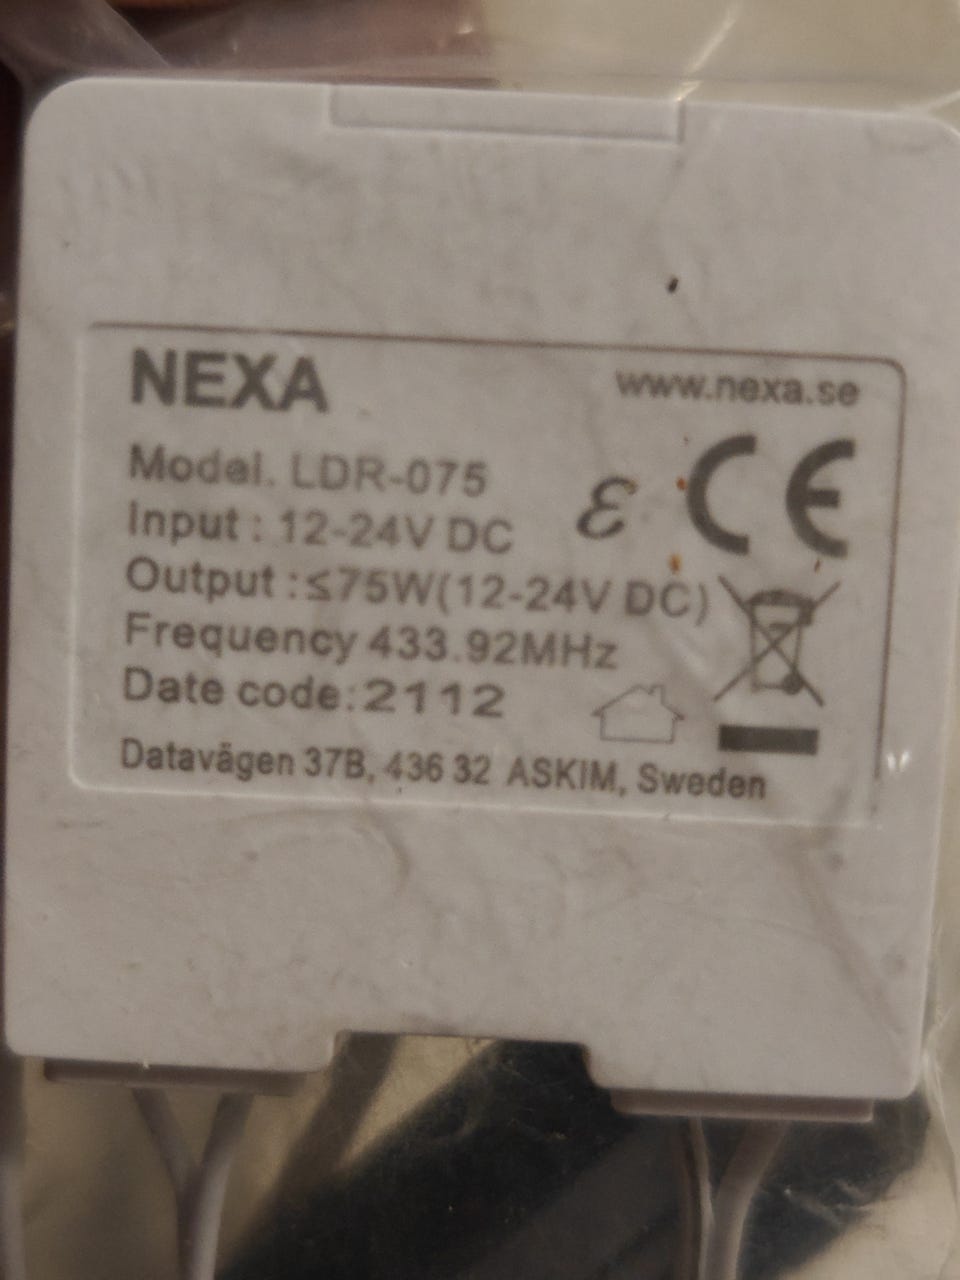 NEXA
www.nexa.se
Model. LDR-075
Input : 12-24V DC
ε CE
Output :≤75W(12-24V DC)
Frequency 433.92MHz
Date code:2112
Datavägen 37B, 436 32 ASKIM, Sweden